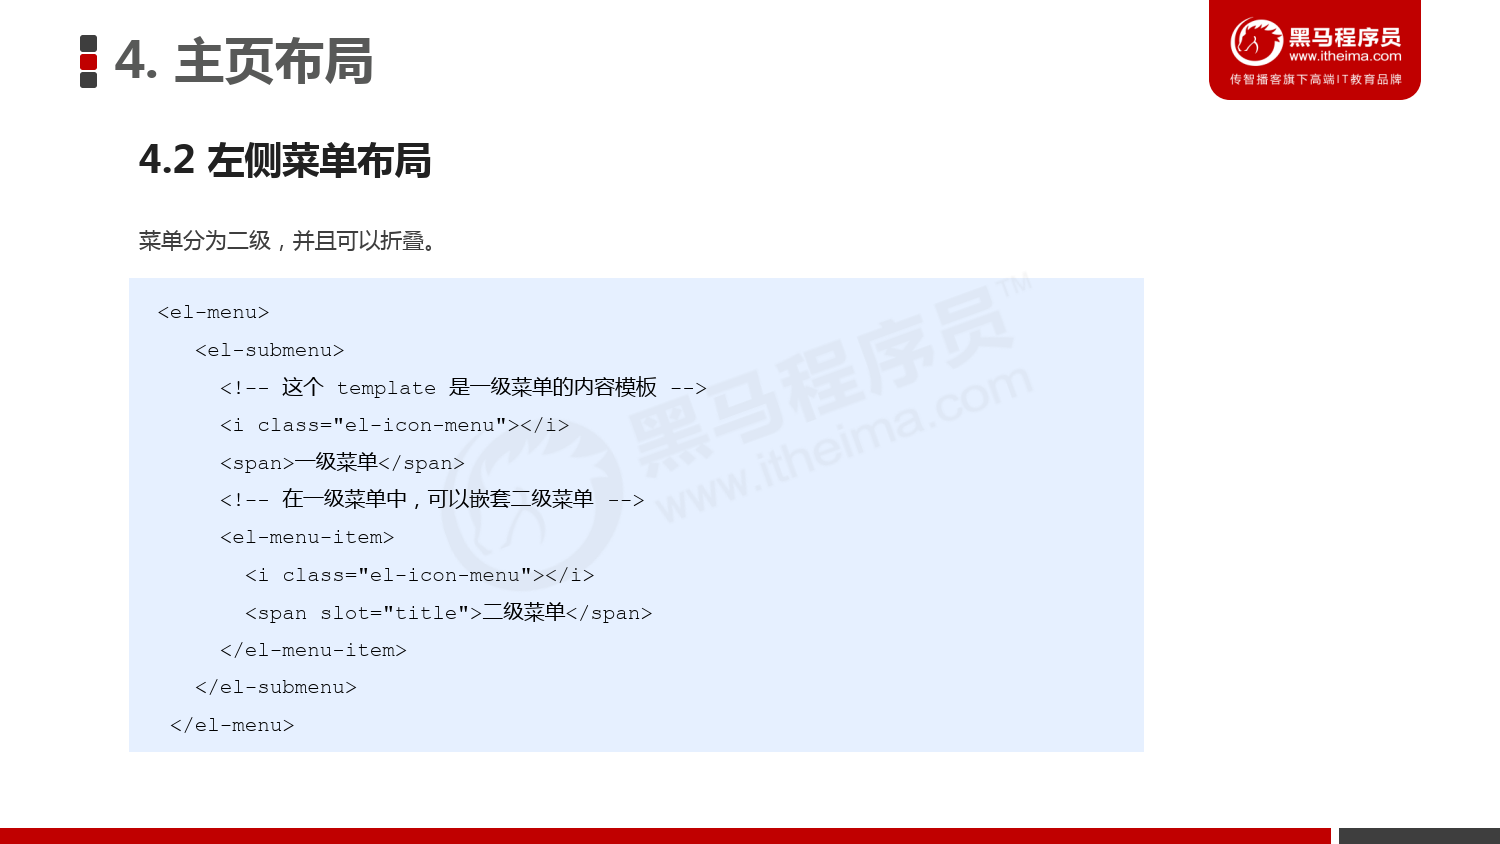 4. 主页布局
黑马程序员
www.itheima.com
传智播客旗下高端IT教育品牌
4.2 左侧菜单布局
菜单分为二级，并且可以折叠。
<el-menu>
<el-submenu>
<!-- 这个 template 是一级菜单的内容模板 -->
<i class="el-icon-menu"></i>
<span>一级菜单</span>
<!-- 在一级菜单中，可以嵌套二级菜单 -->
<el-menu-item>
<i class="el-icon-menu"></i>
<span slot="title">二级菜单</span>
</el-menu-item>
</el-submenu>
</el-menu>
黑马程序员™
www.itheima.com